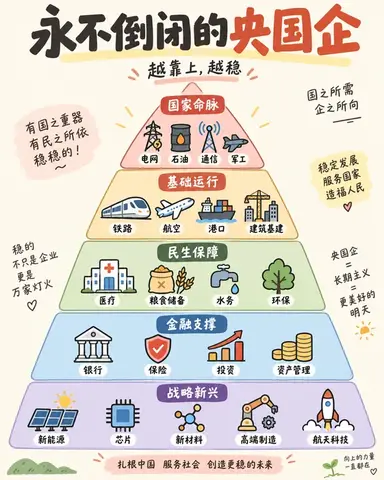 永不倒闭的央国企
越靠上，越稳
有国之重器
有民之所依
稳稳的！
国之所需
企之所向
国家命脉
电网 石油 通信 军工
稳定发展
服务国家
造福人民
基础运行
铁路 航空 港口 建筑基建
稳的
不只是企业
更是
万家灯火
民生保障
医疗 粮食储备 水务 环保
央国企
=
长期主义
=
更美好的
明天
金融支撑
银行 保险 投资 资产管理
战略新兴
新能源 芯片 新材料 高端制造 航天科技
扎根中国 服务社会 创造更稳的未来
向上的力量
一直都在